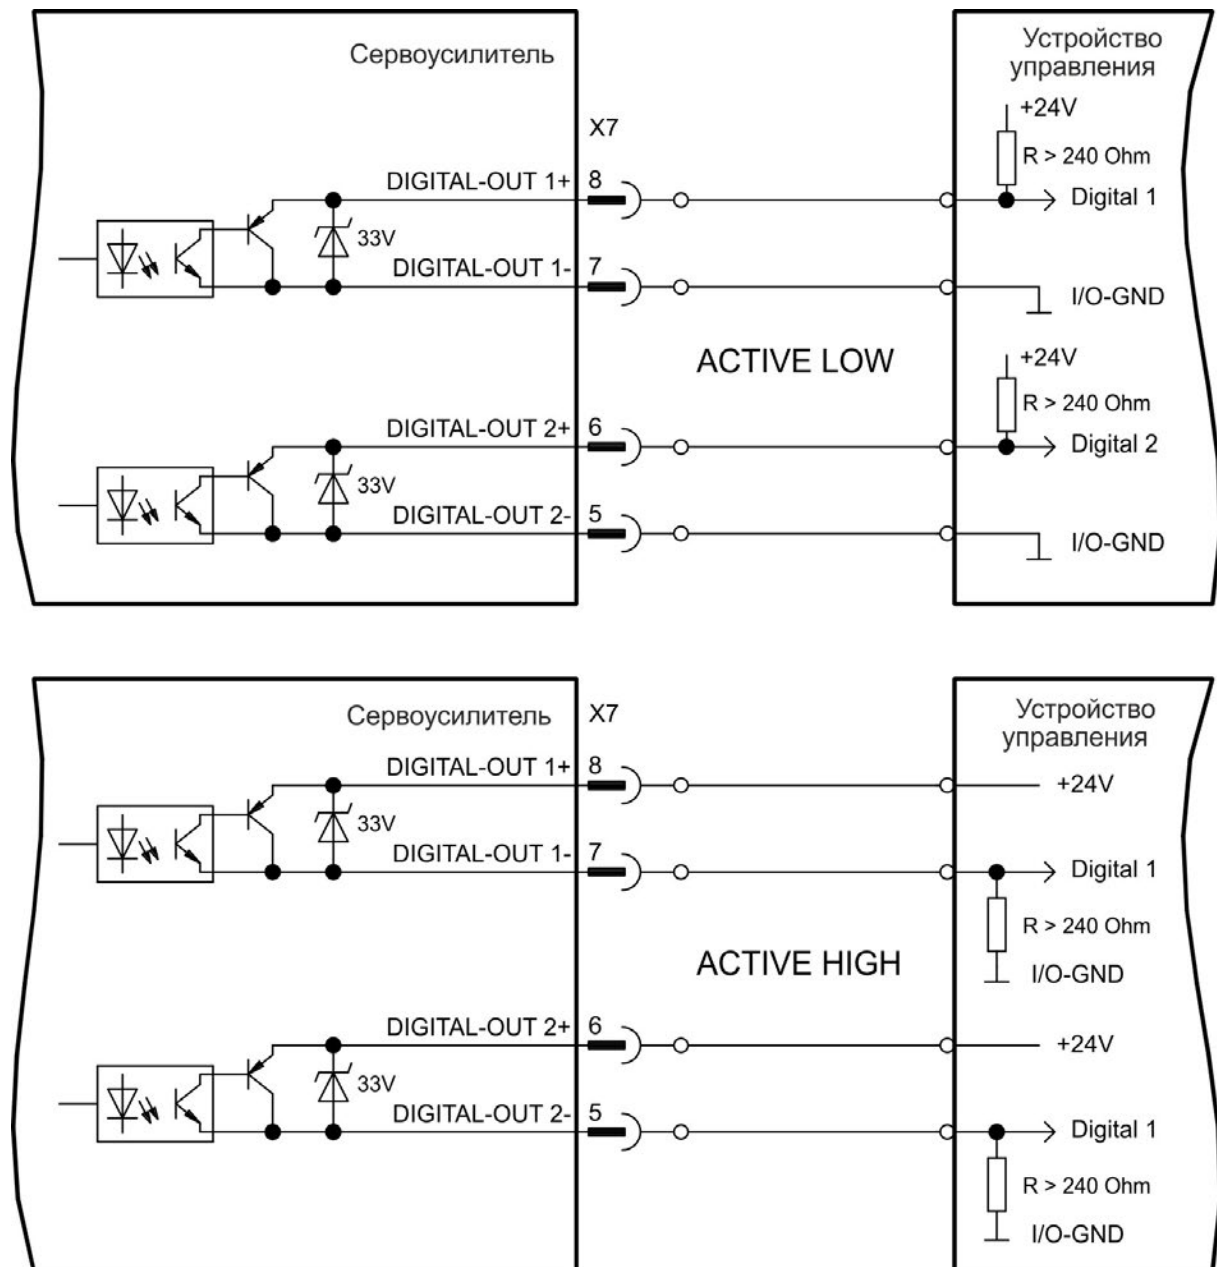 Сервоусилитель
Устройство
управления
+24V
X7
R > 240 Ohm
DIGITAL-OUT 1+
8
Digital 1
33V
DIGITAL-OUT 1-
7
I/O-GND
ACTIVE LOW
+24V
R > 240 Ohm
DIGITAL-OUT 2+
6
Digital 2
33V
DIGITAL-OUT 2-
5
I/O-GND
Сервоусилитель
X7
Устройство
управления
DIGITAL-OUT 1+
8
+24V
33V
DIGITAL-OUT 1-
7
Digital 1
R > 240 Ohm
ACTIVE HIGH
I/O-GND
DIGITAL-OUT 2+
6
+24V
33V
DIGITAL-OUT 2-
5
Digital 1
R > 240 Ohm
I/O-GND